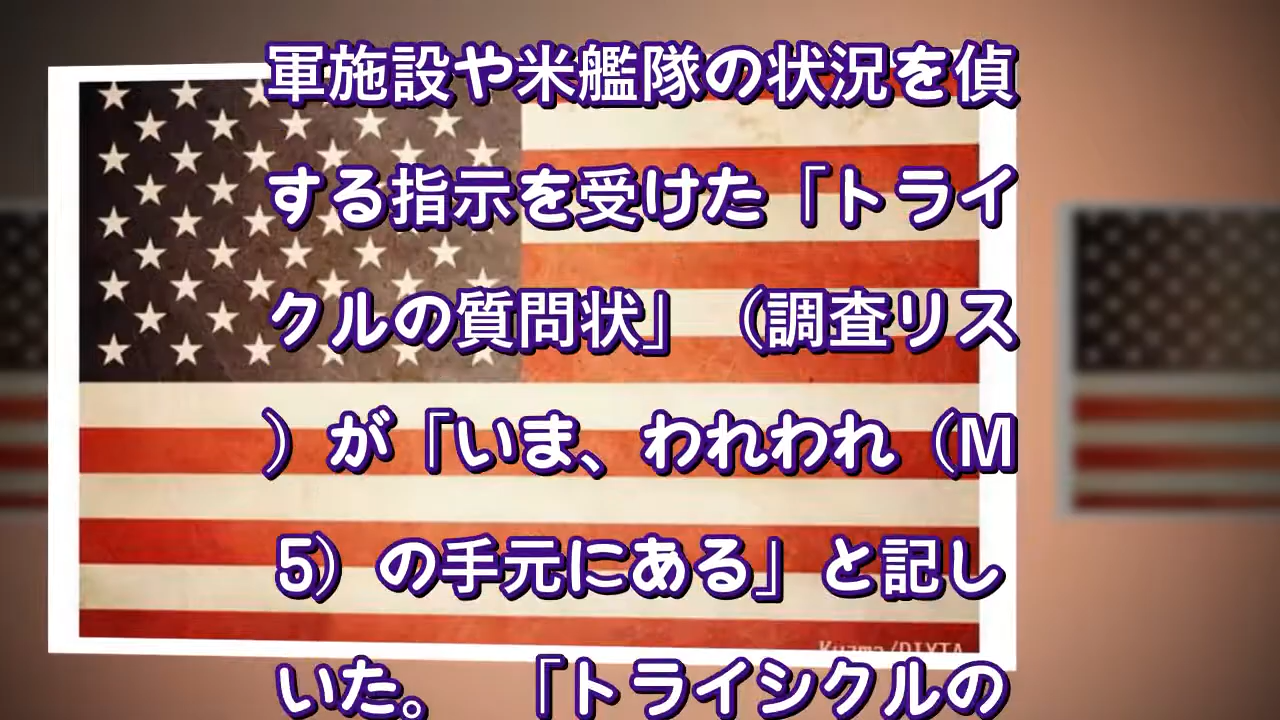 軍施設や米艦隊の状況を偵
する指示を受けた「トライ
クルの質問状」（調査リス
）が「いま、われわれ（M
5）の手元にある」と記し
いた。 「トライシクルの
Kuzma/PIXTA